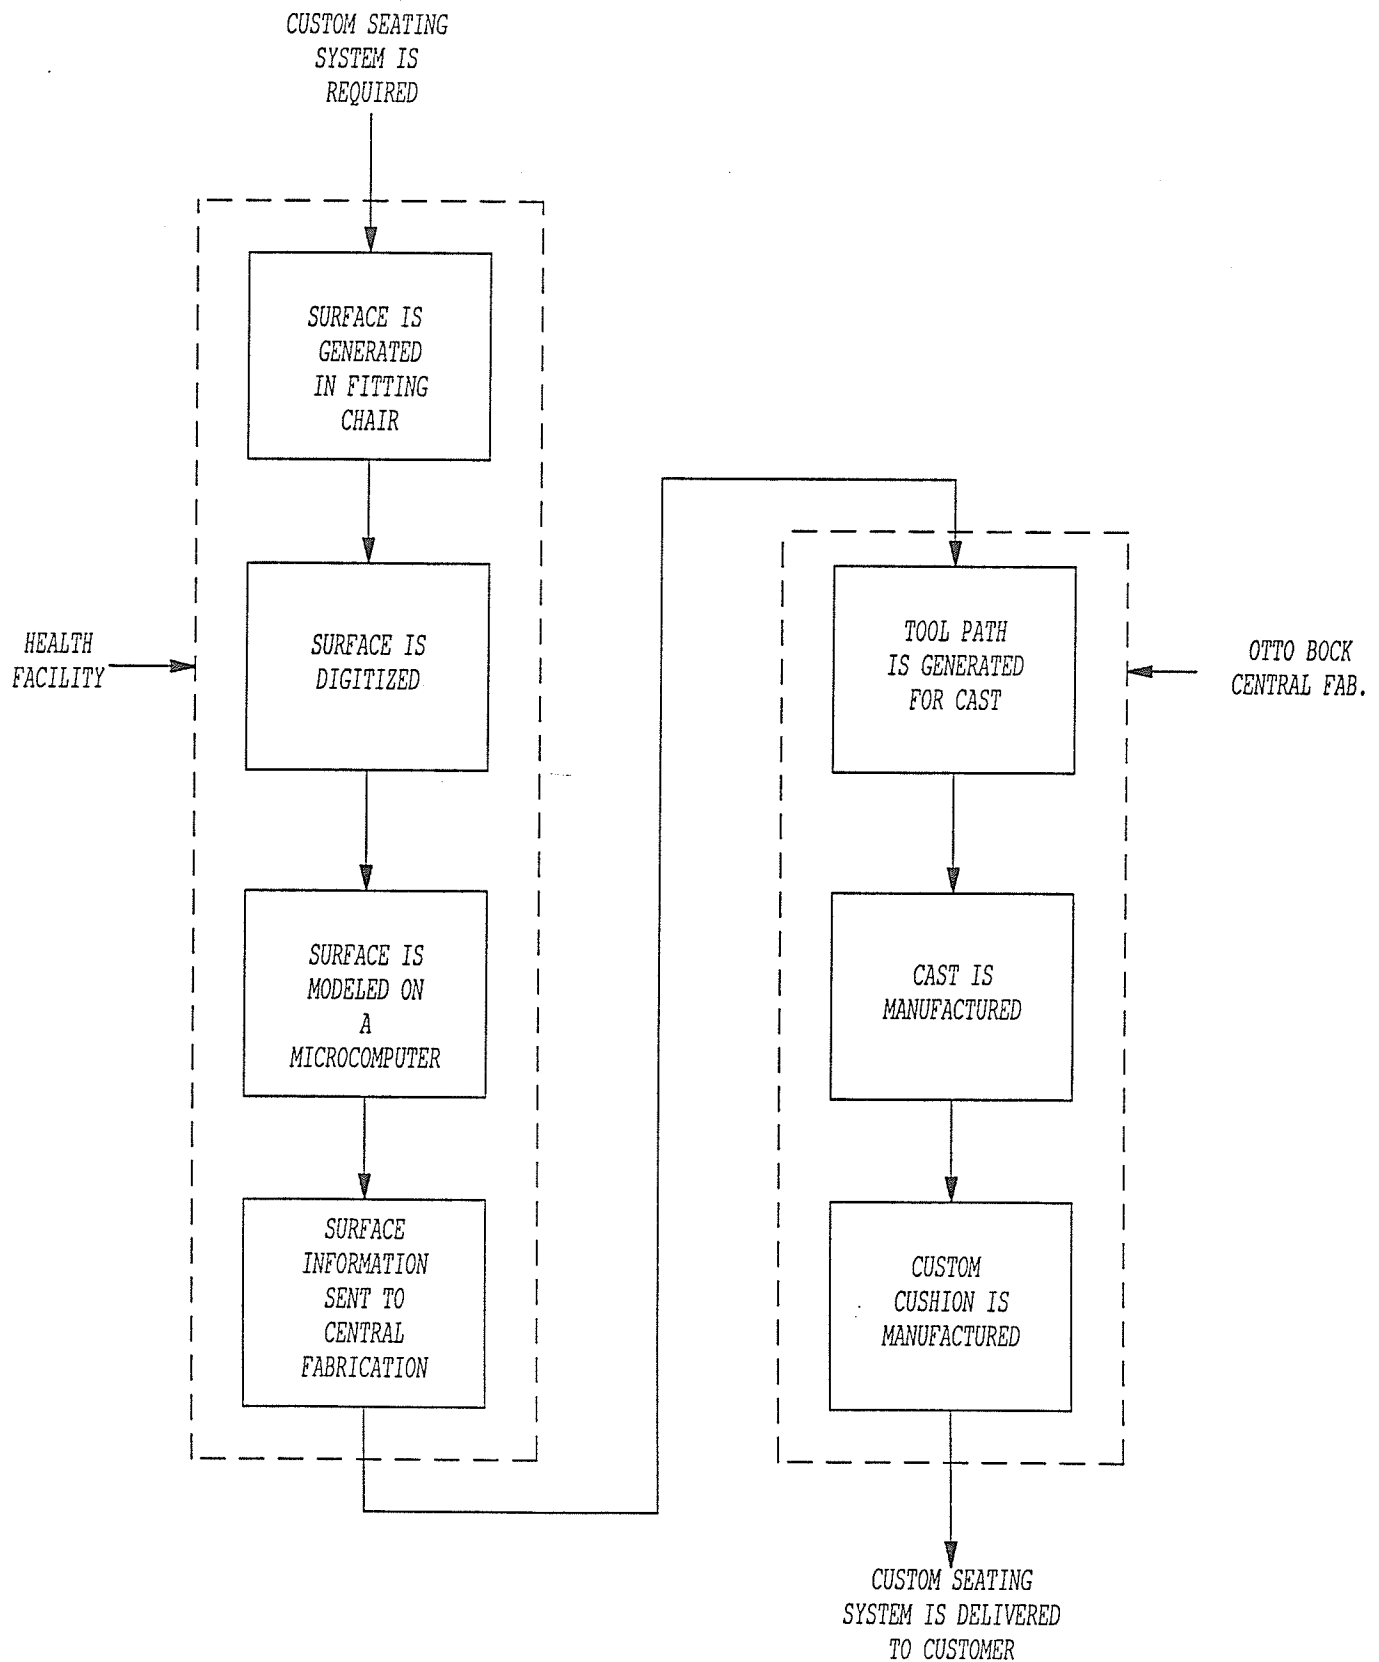 CUSTOM SEATING
SYSTEM IS
REQUIRED
SURFACE IS
GENERATED
IN FITTING
CHAIR
HEALTH
FACILITY
SURFACE IS
DIGITIZED
SURFACE IS
MODELED ON
A
MICROCOMPUTER
SURFACE
INFORMATION
SENT TO
CENTRAL
FABRICATION
TOOL PATH
IS GENERATED
FOR CAST
OTTO BOCK
CENTRAL FAB.
CAST IS
MANUFACTURED
CUSTOM
CUSHION IS
MANUFACTURED
CUSTOM SEATING
SYSTEM IS DELIVERED
TO CUSTOMER